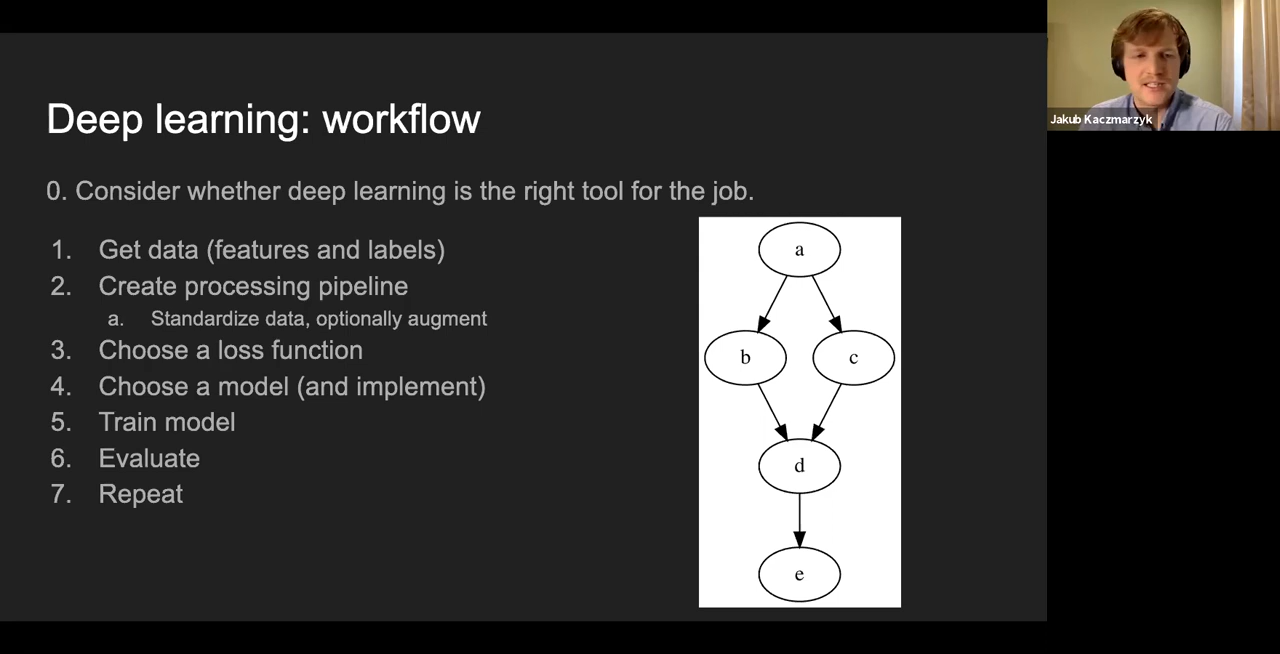 Deep learning: workflow
0. Consider whether deep learning is the right tool for the job.
1. Get data (features and labels)
2. Create processing pipeline
a. Standardize data, optionally augment
3. Choose a loss function
4. Choose a model (and implement)
5. Train model
6. Evaluate
7. Repeat
a
b c
d
e
Jakub Kaczmarzyk